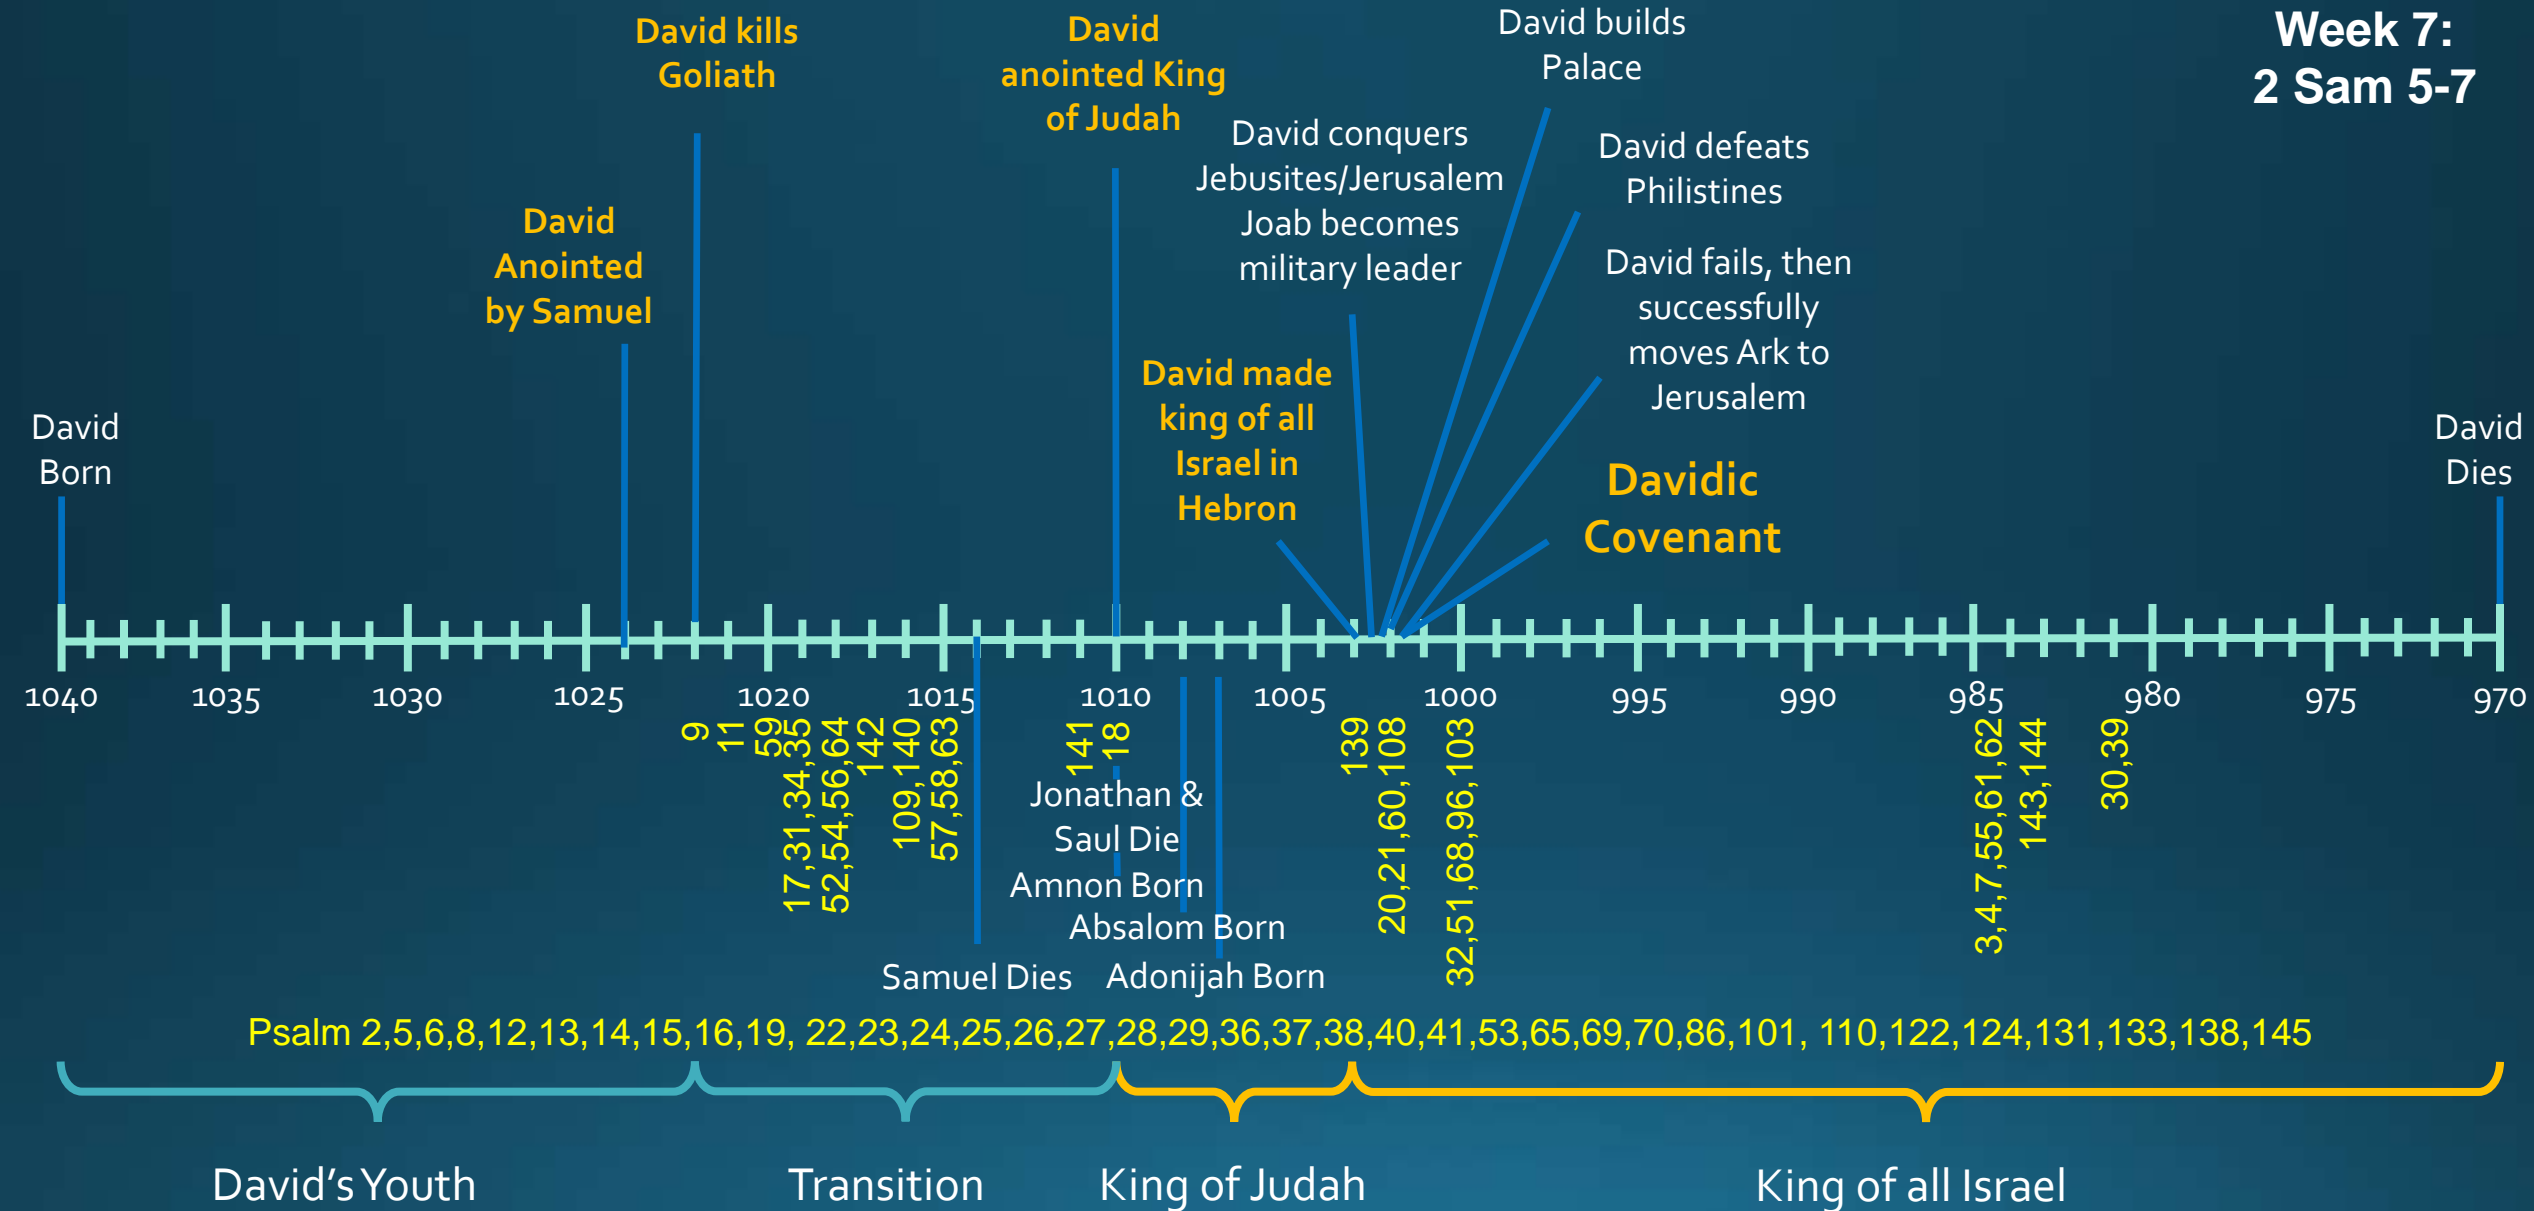 Week 7:
2 Sam 5-7
David kills
Goliath
David
anointed King
of Judah
David builds
Palace
David conquers
Jebusites/Jerusalem
Joab becomes
military leader
David defeats
Philistines
David
Anointed
by Samuel
David fails, then
successfully
moves Ark to
Jerusalem
David made
king of all
Israel in
Hebron
Davidic
Covenant
David
Born
David
Dies
1040
1035
1030
1025
1020
1015
1010
1005
1000
995
990
985
980
975
970
9
11
59
17,31,34,35
52,54,56,64
142
109,140
57,58,63
141
18
139
20,21,60,108
32,51,68,96,103
3,4,7,55,61,62
143,144
30,39
Jonathan &
Saul Die
Amnon Born
Absalom Born
Samuel Dies
Adonijah Born
Psalm 2,5,6,8,12,13,14,15,16,19, 22,23,24,25,26,27,28,29,36,37,38,40,41,53,65,69,70,86,101, 110,122,124,131,133,138,145
David's Youth
Transition
King of Judah
King of all Israel